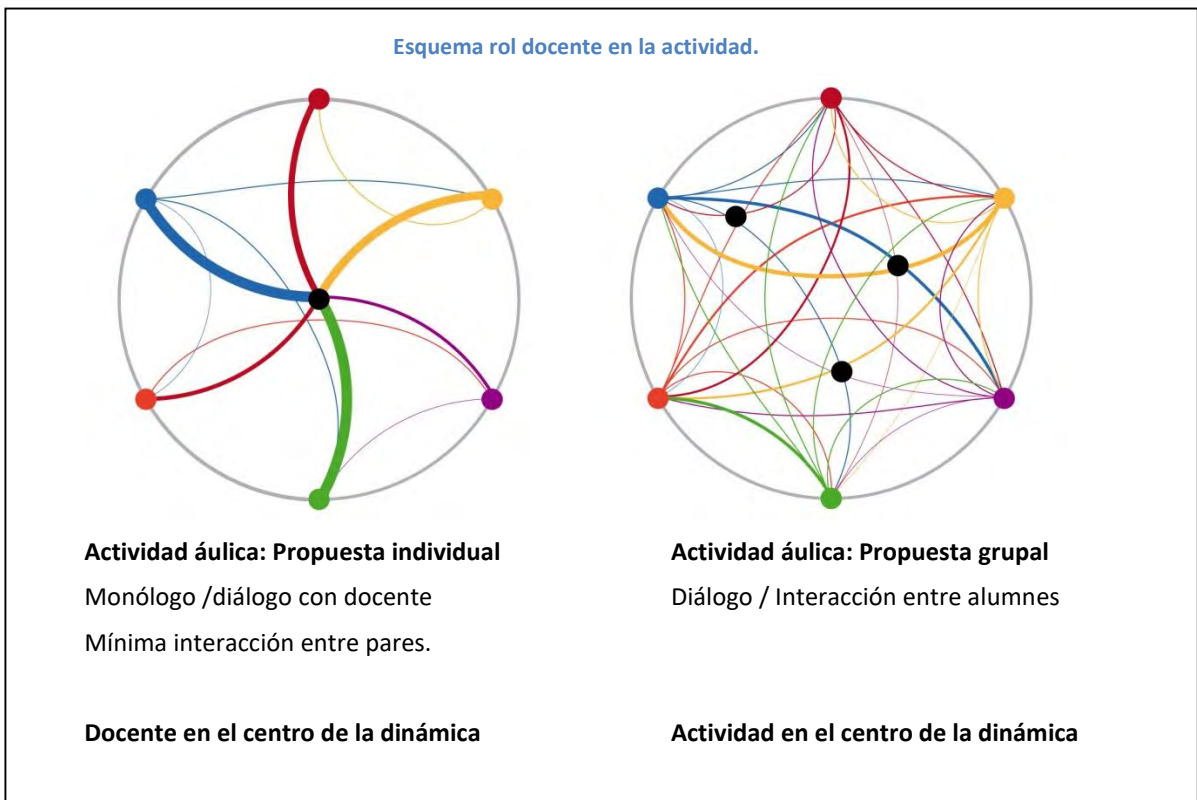 Esquema rol docente en la actividad.
Actividad áulica: Propuesta individual
Monólogo /diálogo con docente
Mínima interacción entre pares.
Docente en el centro de la dinámica
Actividad áulica: Propuesta grupal
Diálogo / Interacción entre alumnes
Actividad en el centro de la dinámica